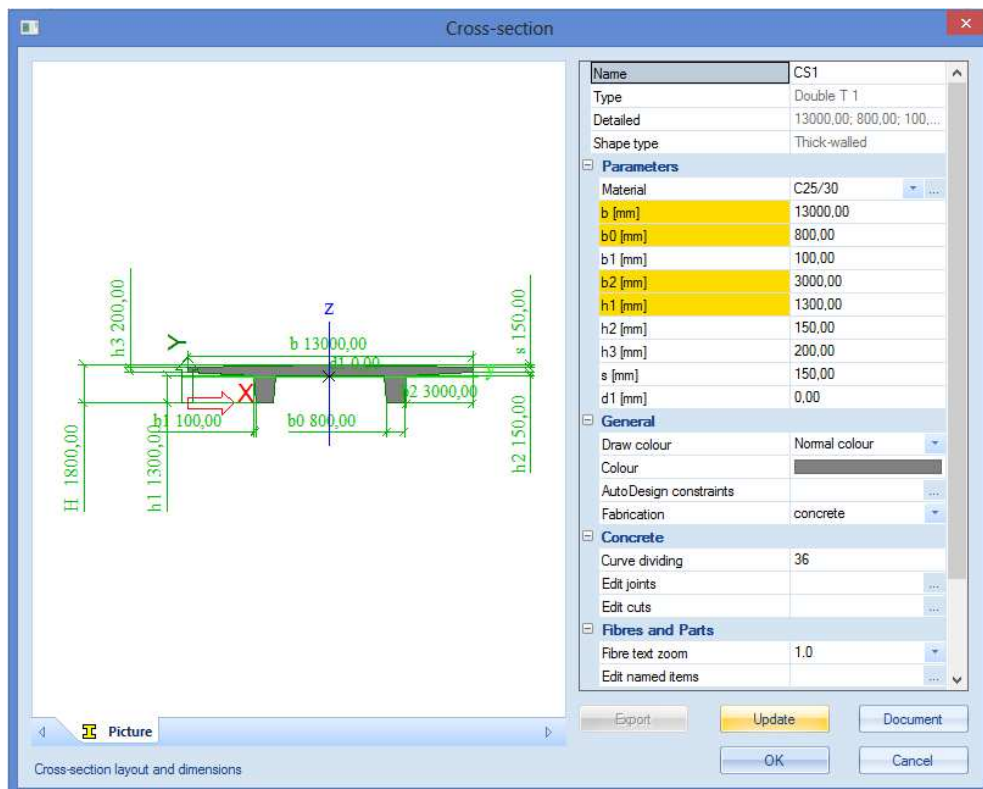 Cross-section
Name CS1
Type Double T 1
Detailed 13000,00; 800,00; 100,...
Shape type Thick-walled
Parameters
Material C25/30 ...
b [mm] 13000,00
b0 [mm] 800,00
b1 [mm] 100,00
b2 [mm] 3000,00
h1 [mm] 1300,00
h2 [mm] 150,00
h3 [mm] 200,00
s [mm] 150,00
d1 [mm] 0,00
General
Draw colour Normal colour
Colour
AutoDesign constraints ...
Fabrication concrete
Concrete
Curve dividing 36
Edit joints ...
Edit cuts ...
Fibres and Parts
Fibre text zoom 1.0
Edit named items ...
h3 200,00
z
s 150,00
Y
b 13000,00
d1 0,00
y
X
b2 3000,00
b1 100,00
b0 800,00
H 1800,00
h1 1300,00
h2 150,00
Picture
Export Update Document
Cross-section layout and dimensions
OK Cancel